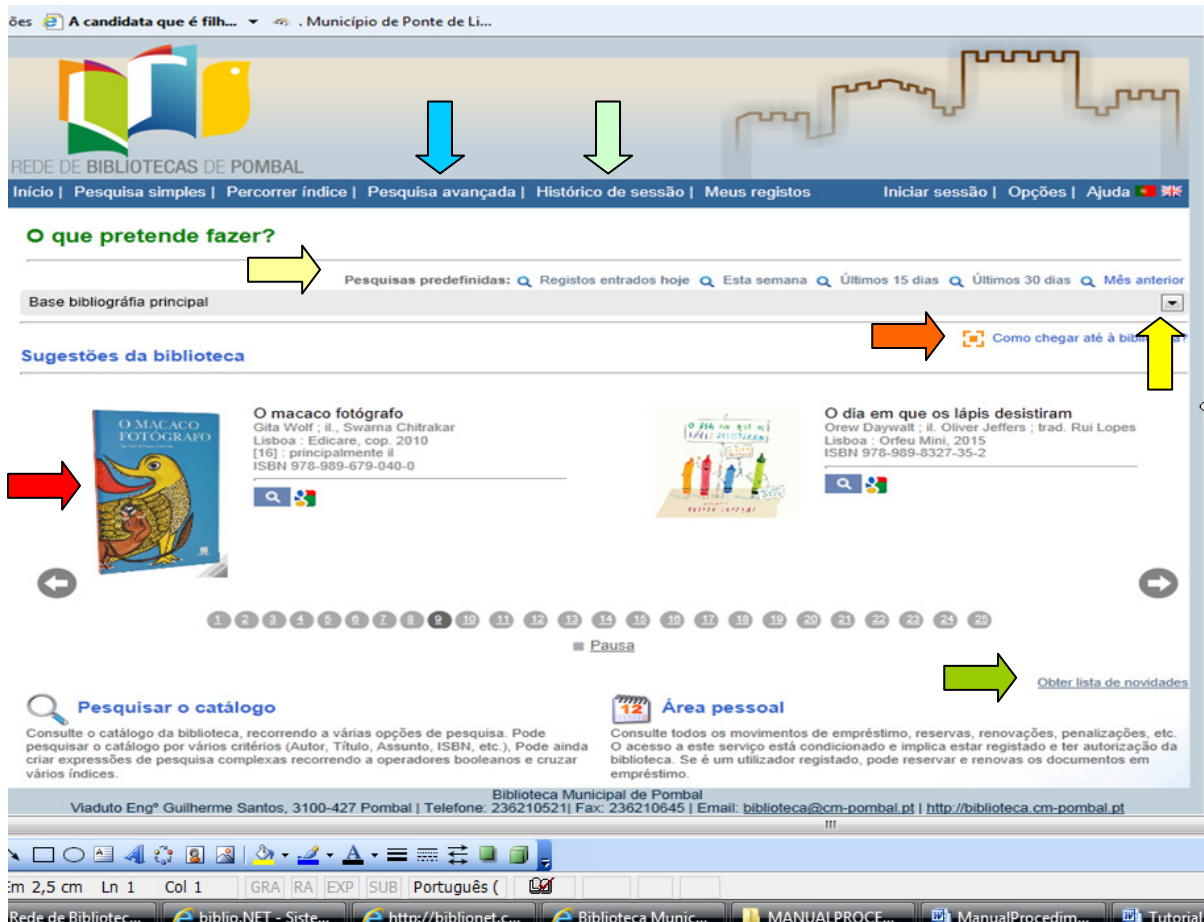 ões A candidata que é filh... . Município de Ponte de Li...
REDE DE BIBLIOTECAS DE POMBAL
Início | Pesquisa simples | Percorrer índice | Pesquisa avançada | Histórico de sessão | Meus registos Iniciar sessão | Opções | Ajuda
O que pretende fazer?
Pesquisas predefinidas: Registos entrados hoje Esta semana Últimos 15 dias Últimos 30 dias Mês anterior
Base bibliográfia principal
Como chegar até à
Sugestões da biblioteca
O MACACO
FOTÓGRAFO
O macaco fotógrafo
Gita Wolf ; il., Swarna Chitrakar
Lisboa : Edicare, cop. 2010
[16] : principalmente il
ISBN 978-989-679-040-0
O dia em que os lápis desistiram
Orew Daywalt ; il. Oliver Jeffers ; trad. Rui Lopes
Lisboa : Orfeu Mini, 2015
ISBN 978-989-8327-35-2
1 2 3 4 5 6 7 8 9 10 11 12 13 14 15 16 17 18 19 20 21 22 23 24 25
Pausa
Obter lista de novidades
Pesquisar o catálogo
Consulte o catálogo da biblioteca, recorrendo a várias opções de pesquisa. Pode
pesquisar o catálogo por vários critérios (Autor, Título, Assunto, ISBN, etc.), Pode ainda
criar expressões de pesquisa complexas recorrendo a operadores booleanos e cruzar
vários índices.
12 Área pessoal
Consulte todos os movimentos de empréstimo, reservas, renovações, penalizações, etc.
O acesso a este serviço está condicionado e implica estar registado e ter autorização da
biblioteca. Se é um utilizador registado, pode reservar e renovas os documentos em
empréstimo.
Biblioteca Municipal de Pombal
Viaduto Engº Guilherme Santos, 3100-427 Pombal | Telefone: 236210521| Fax: 236210645 | Email: biblioteca@cm-pombal.pt | http://biblioteca.cm-pombal.pt
Em 2,5 cm Ln 1 Col 1 GRA RA EXP SUB Português (
Rede de Bibliotec... biblio.NET - Siste... http://biblionet.c... Biblioteca Munic... MANUALPROCE... ManualProcedim... Tutorial